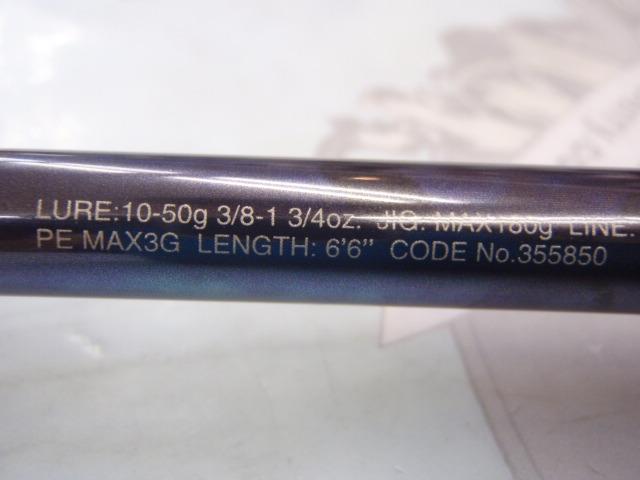 LURE:10-50g 3/8-1 3/4oz. JIG: MAX180g LINE:
PE MAX3G LENGTH: 6'6" CODE No.355850